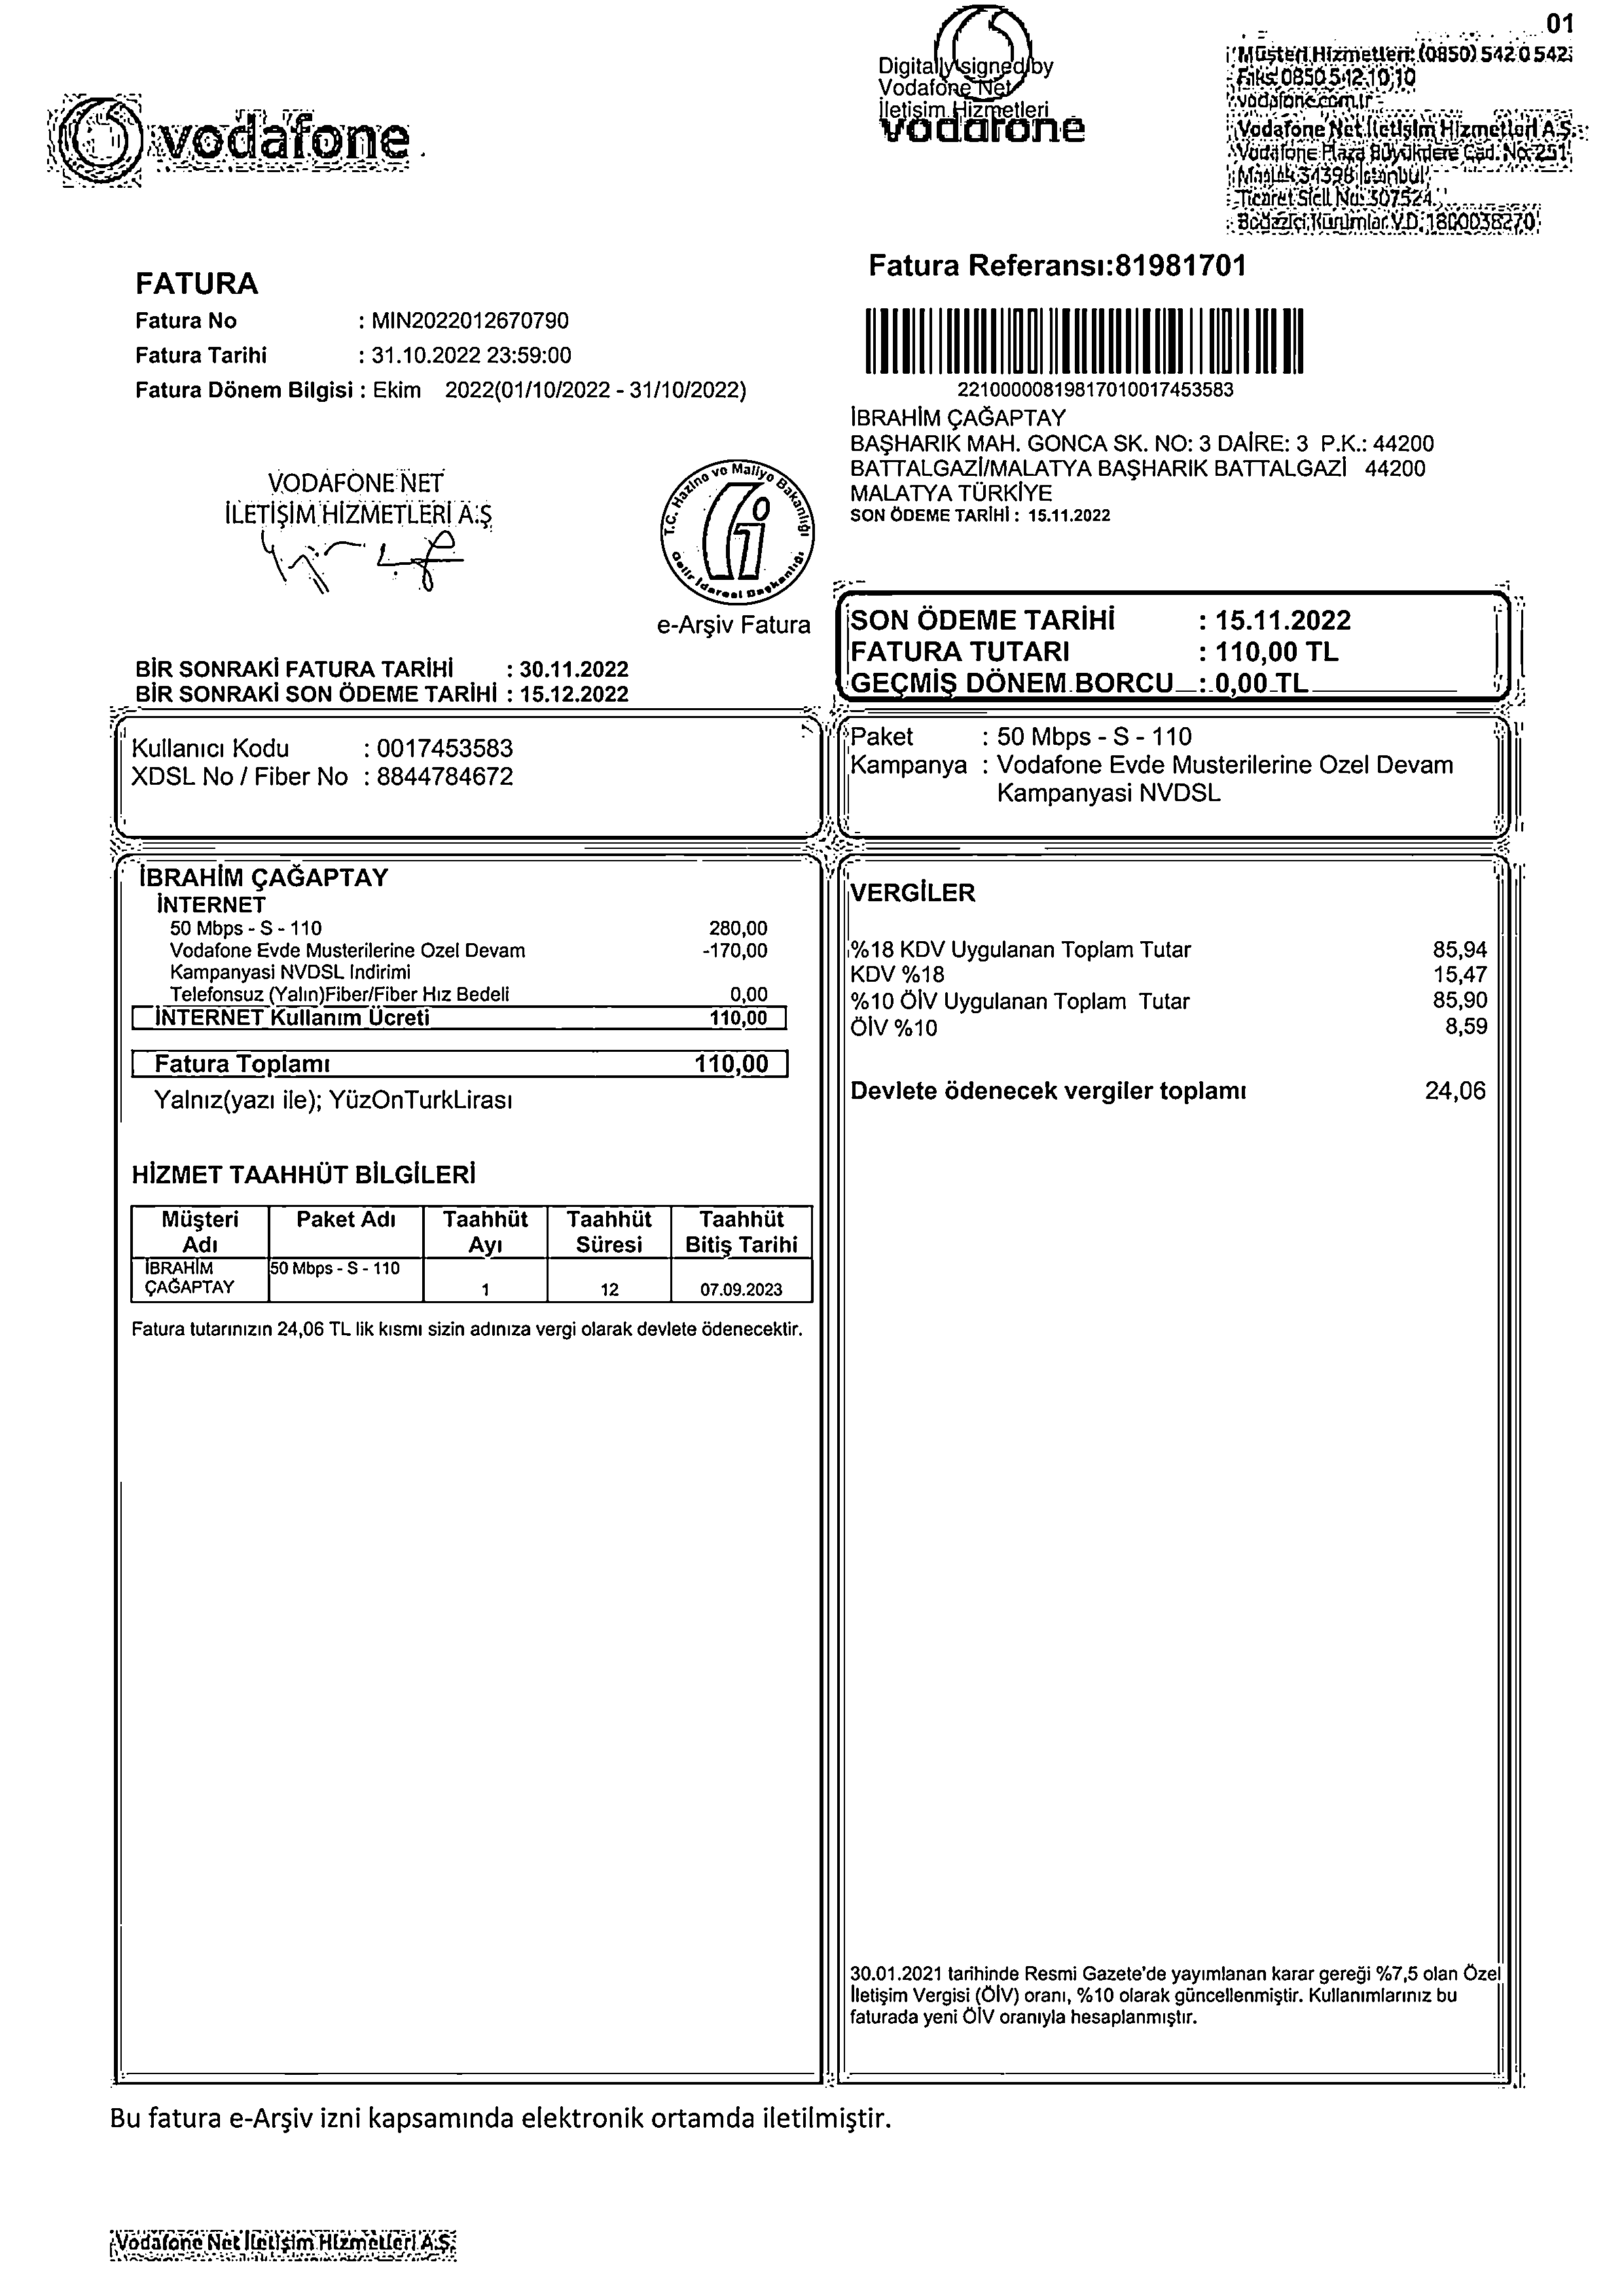 01
vodafone
Digitally signed by
Vodafone Net
İletişim Hizmetleri
vodafone
Müşteri Hizmetleri: (0850) 542 0 542
Faks: 0850 542 10 10
vodafone.com.tr
Vodafone Net İletişim Hizmetleri A.Ş.
Vodafone Plaza Büyükdere Cad. No: 251
Maslak 34398 İstanbul
Ticaret Sicil No: 307524
Boğaziçi Kurumlar V.D.
FATURA
Fatura No : MIN2022012670790
Fatura Tarihi : 31.10.2022 23:59:00
Fatura Dönem Bilgisi : Ekim 2022(01/10/2022 - 31/10/2022)
Fatura Referansı:81981701
2210000081981701001745358​3
İBRAHİM ÇAĞAPTAY
BAŞHARIK MAH. GONCA SK. NO: 3 DAİRE: 3 P.K.: 44200
BATTALGAZİ/MALATYA BAŞHARIK BATTALGAZİ 44200
MALATYA TÜRKİYE
SON ÖDEME TARİHİ : 15.11.2022
VODAFONE NET
İLETİŞİM HİZMETLERİ A.Ş
T.C. Hazine ve Maliye Bakanlığı
Gelir İdaresi Başkanlığı
e-Arşiv Fatura
SON ÖDEME TARİHİ : 15.11.2022
FATURA TUTARI : 110,00 TL
GEÇMİŞ DÖNEM BORCU : 0,00 TL
BİR SONRAKİ FATURA TARİHİ : 30.11.2022
BİR SONRAKİ SON ÖDEME TARİHİ : 15.12.2022
Kullanıcı Kodu : 0017453583
XDSL No / Fiber No : 8844784672
Paket : 50 Mbps - S - 110
Kampanya : Vodafone Evde Musterilerine Ozel Devam
Kampanyasi NVDSL
İBRAHİM ÇAĞAPTAY
İNTERNET
50 Mbps - S - 110 280,00
Vodafone Evde Musterilerine Ozel Devam -170,00
Kampanyasi NVDSL Indirimi
Telefonsuz (Yalın)Fiber/Fiber Hız Bedeli 0,00
İNTERNET Kullanım Ücreti 110,00
Fatura Toplamı 110,00
Yalnız(yazı ile); YüzOnTurkLirası
VERGİLER
%18 KDV Uygulanan Toplam Tutar 85,94
KDV %18 15,47
%10 ÖİV Uygulanan Toplam Tutar 85,90
ÖİV %10 8,59
Devlete ödenecek vergiler toplamı 24,06
HİZMET TAAHHÜT BİLGİLERİ
Müşteri Paket Adı Taahhüt Taahhüt Taahhüt
Adı Ayı Süresi Bitiş Tarihi
İBRAHİM 50 Mbps - S - 110
ÇAĞAPTAY 1 12 07.09.2023
Fatura tutarınızın 24,06 TL lik kısmı sizin adınıza vergi olarak devlete ödenecektir.
30.01.2021 tarihinde Resmi Gazete'de yayımlanan karar gereği %7,5 olan Özel
İletişim Vergisi (ÖİV) oranı, %10 olarak güncellenmiştir. Kullanımlarınız bu
faturada yeni ÖİV oranıyla hesaplanmıştır.
Bu fatura e-Arşiv izni kapsamında elektronik ortamda iletilmiştir.
Vodafone Net İletişim Hizmetleri A.Ş.